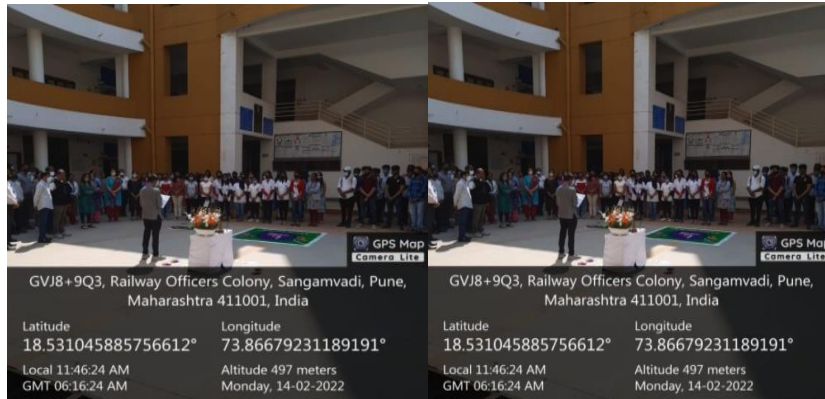 GPS Map
Camera Lite
GVJ8+9Q3, Railway Officers Colony, Sangamvadi, Pune,
Maharashtra 411001, India
Latitude
18.531045885756612°
Longitude
73.86679231189191°
Local 11:46:24 AM
GMT 06:16:24 AM
Altitude 497 meters
Monday, 14-02-2022
GPS Map
Camera Lite
GVJ8+9Q3, Railway Officers Colony, Sangamvadi, Pune,
Maharashtra 411001, India
Latitude
18.531045885756612°
Longitude
73.86679231189191°
Local 11:46:24 AM
GMT 06:16:24 AM
Altitude 497 meters
Monday, 14-02-2022